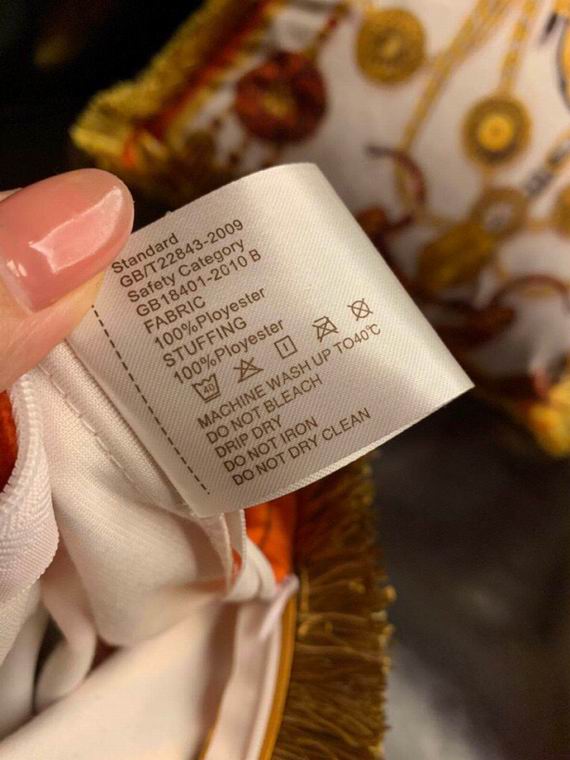 Standard
GB/T22843-2009
Safety Category
GB18401-2010 B
FABRIC
100%Ployester
STUFFING
100%Ployester
40
MACHINE WASH UP TO40℃
DO NOT BLEACH
DRIP DRY
DO NOT IRON
DO NOT DRY CLEAN